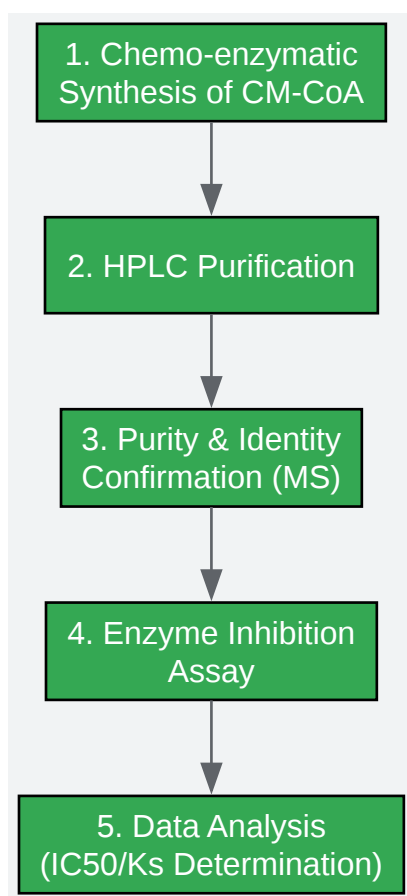 1. Chemo-enzymatic
Synthesis of CM-CoA
2. HPLC Purification
3. Purity & Identity
Confirmation (MS)
4. Enzyme Inhibition
Assay
5. Data Analysis
(IC50/Ks Determination)